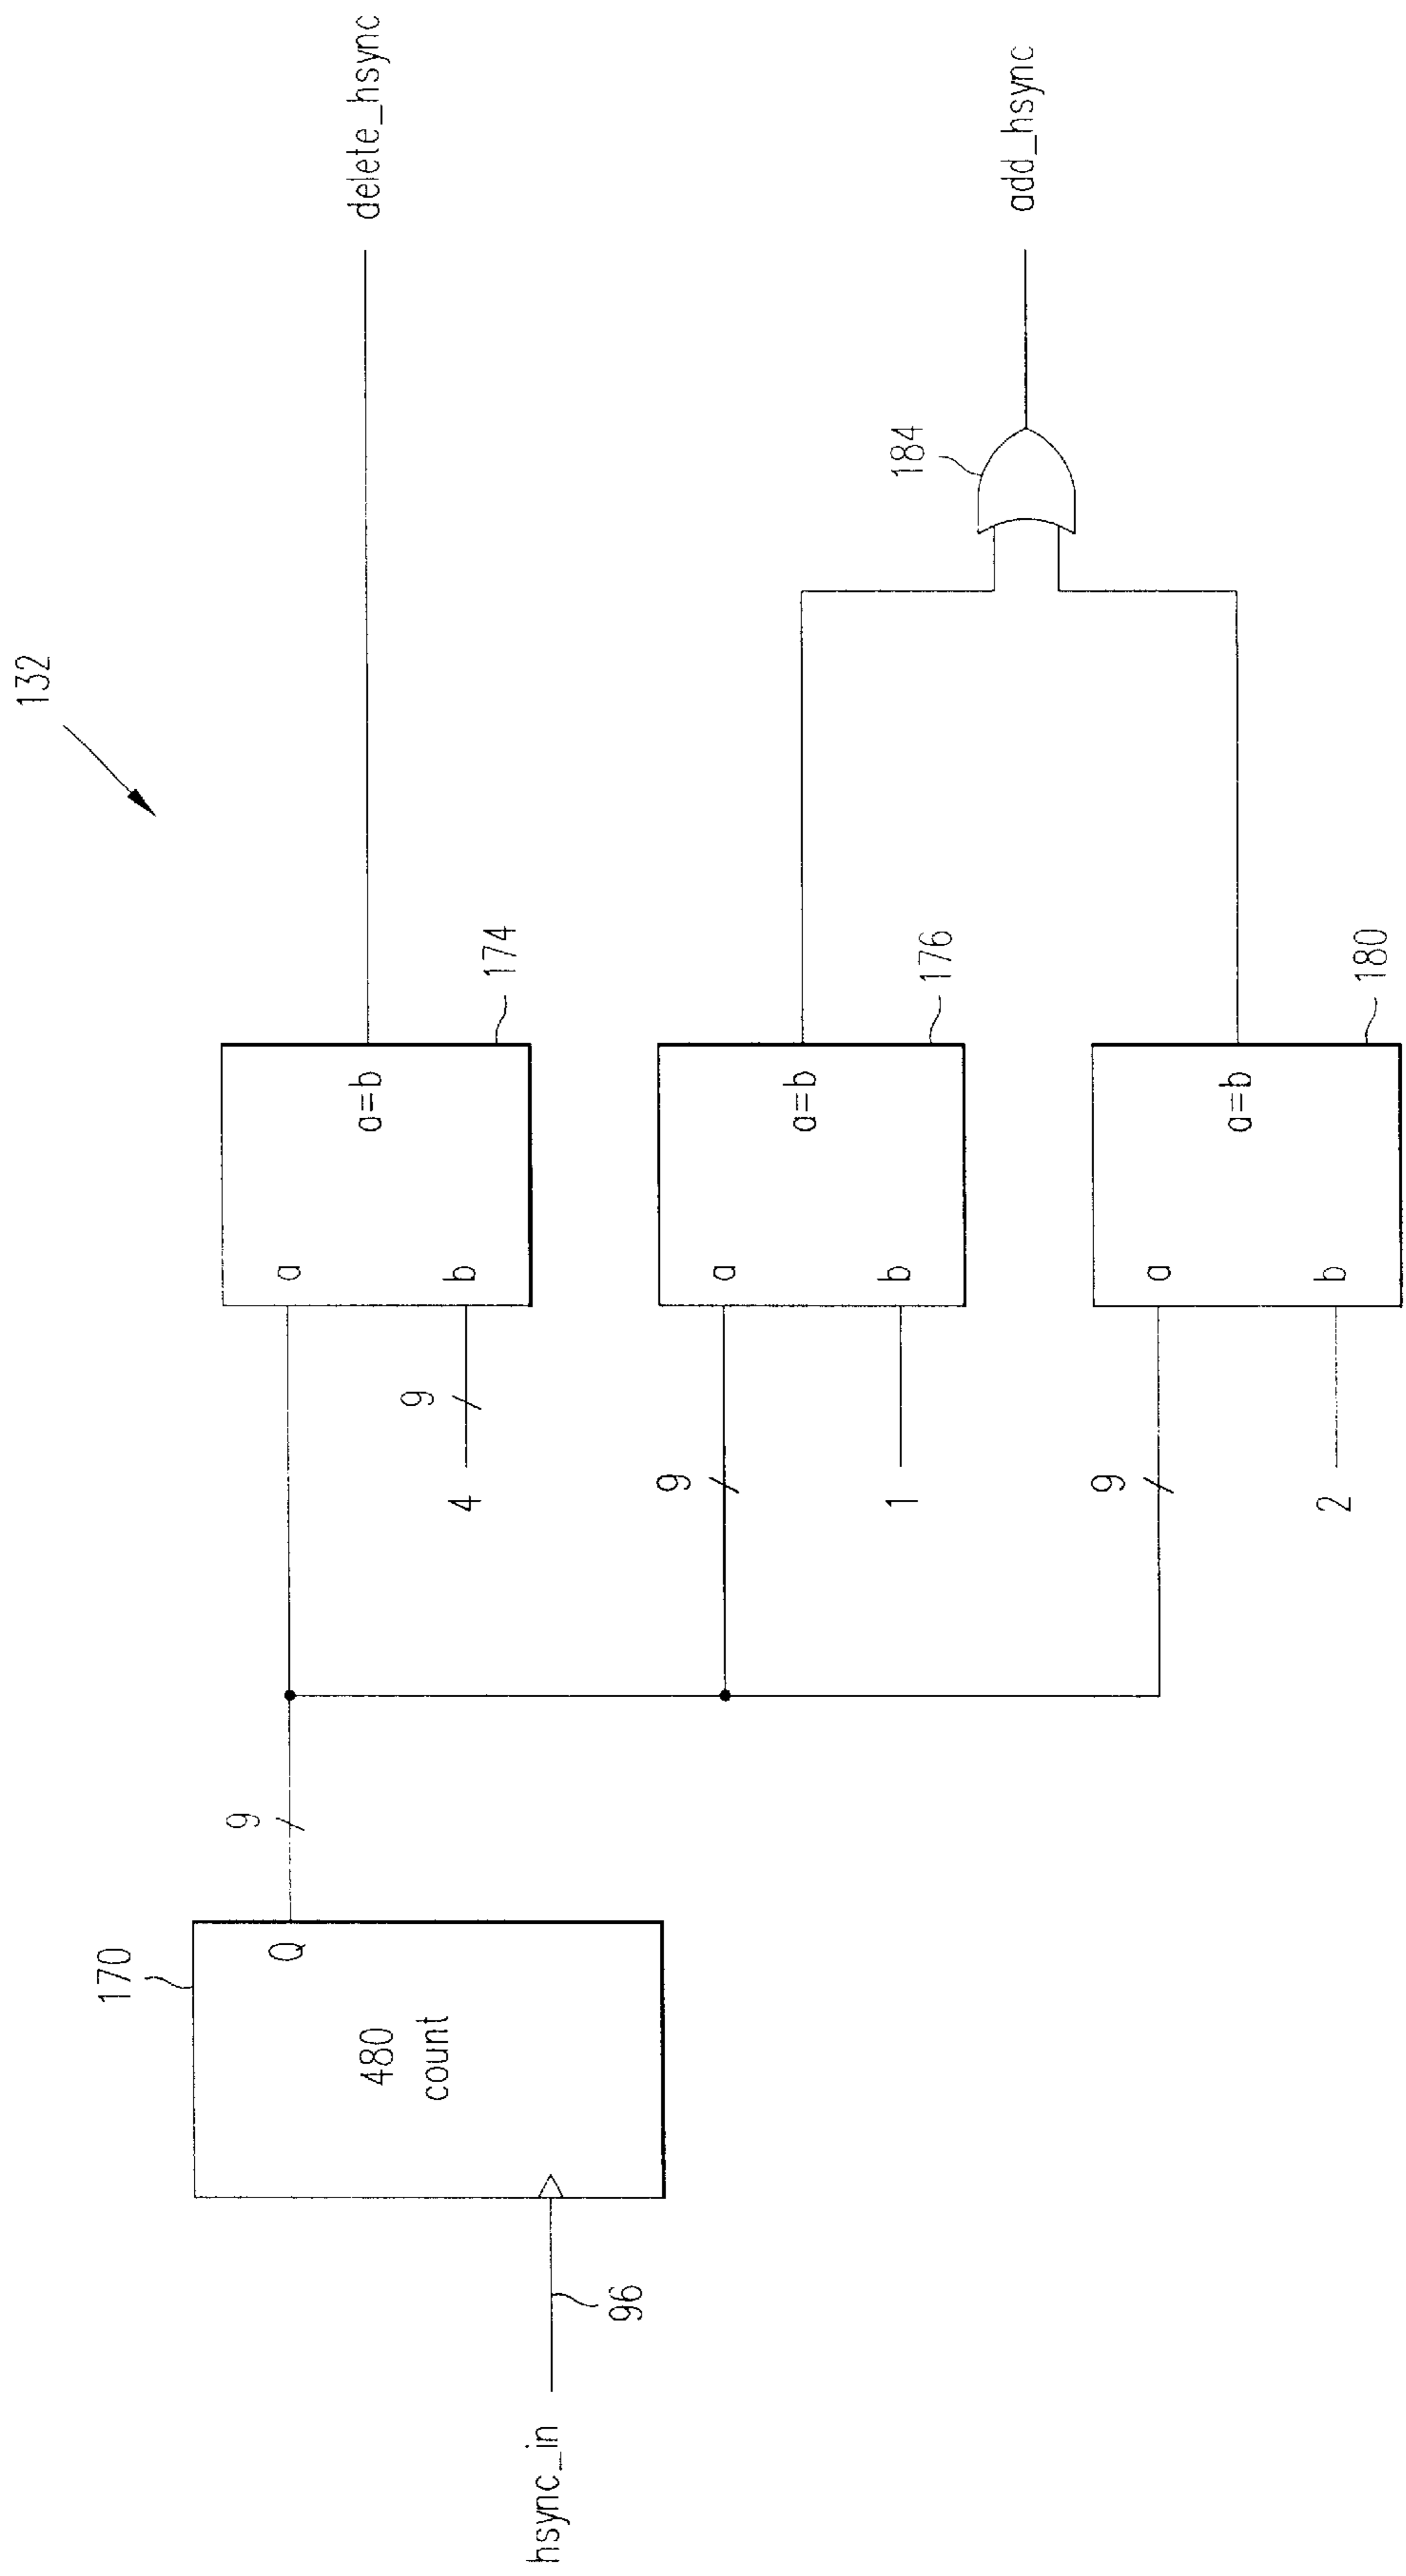 132
hsync_in
96
170
480
count
Q
9
a
9
4
b
a=b
174
delete_hsync
9
a
1
b
a=b
176
9
a
2
b
a=b
180
184
add_hsync